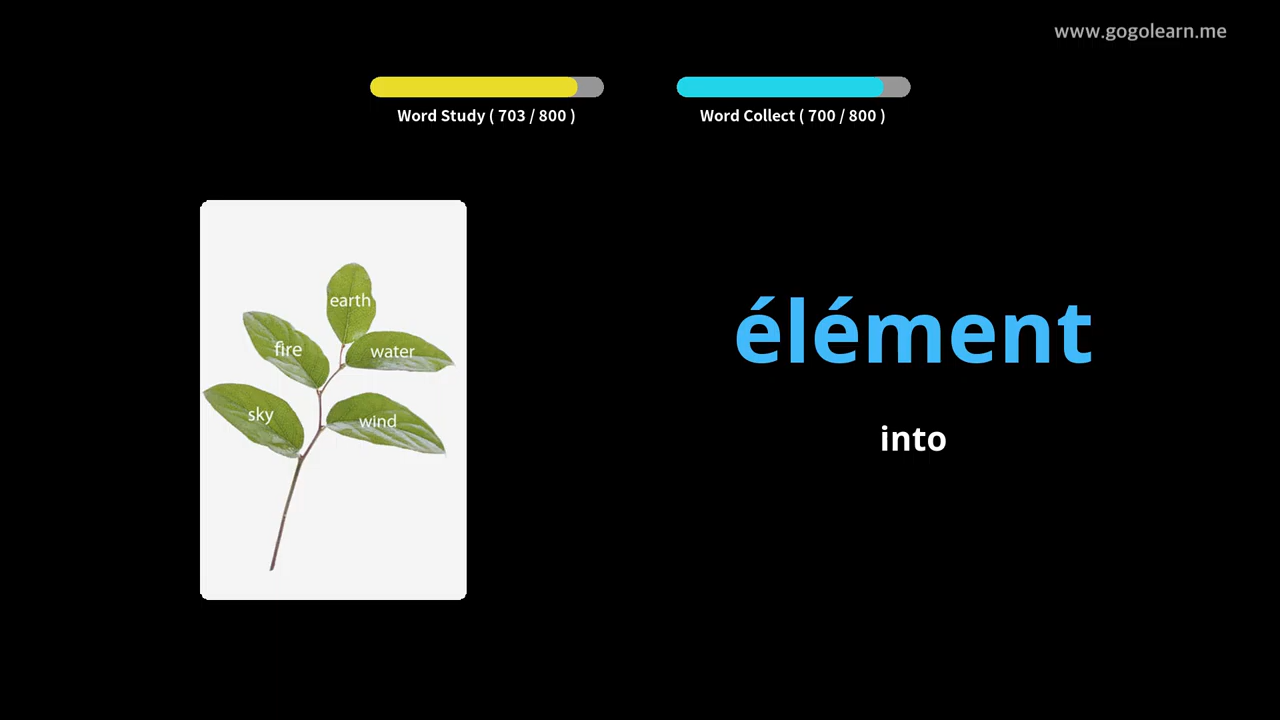 www.gogolearn.me
Word Study ( 703 / 800 )
Word Collect ( 700 / 800 )
earth
fire
water
sky
wind
élément
into